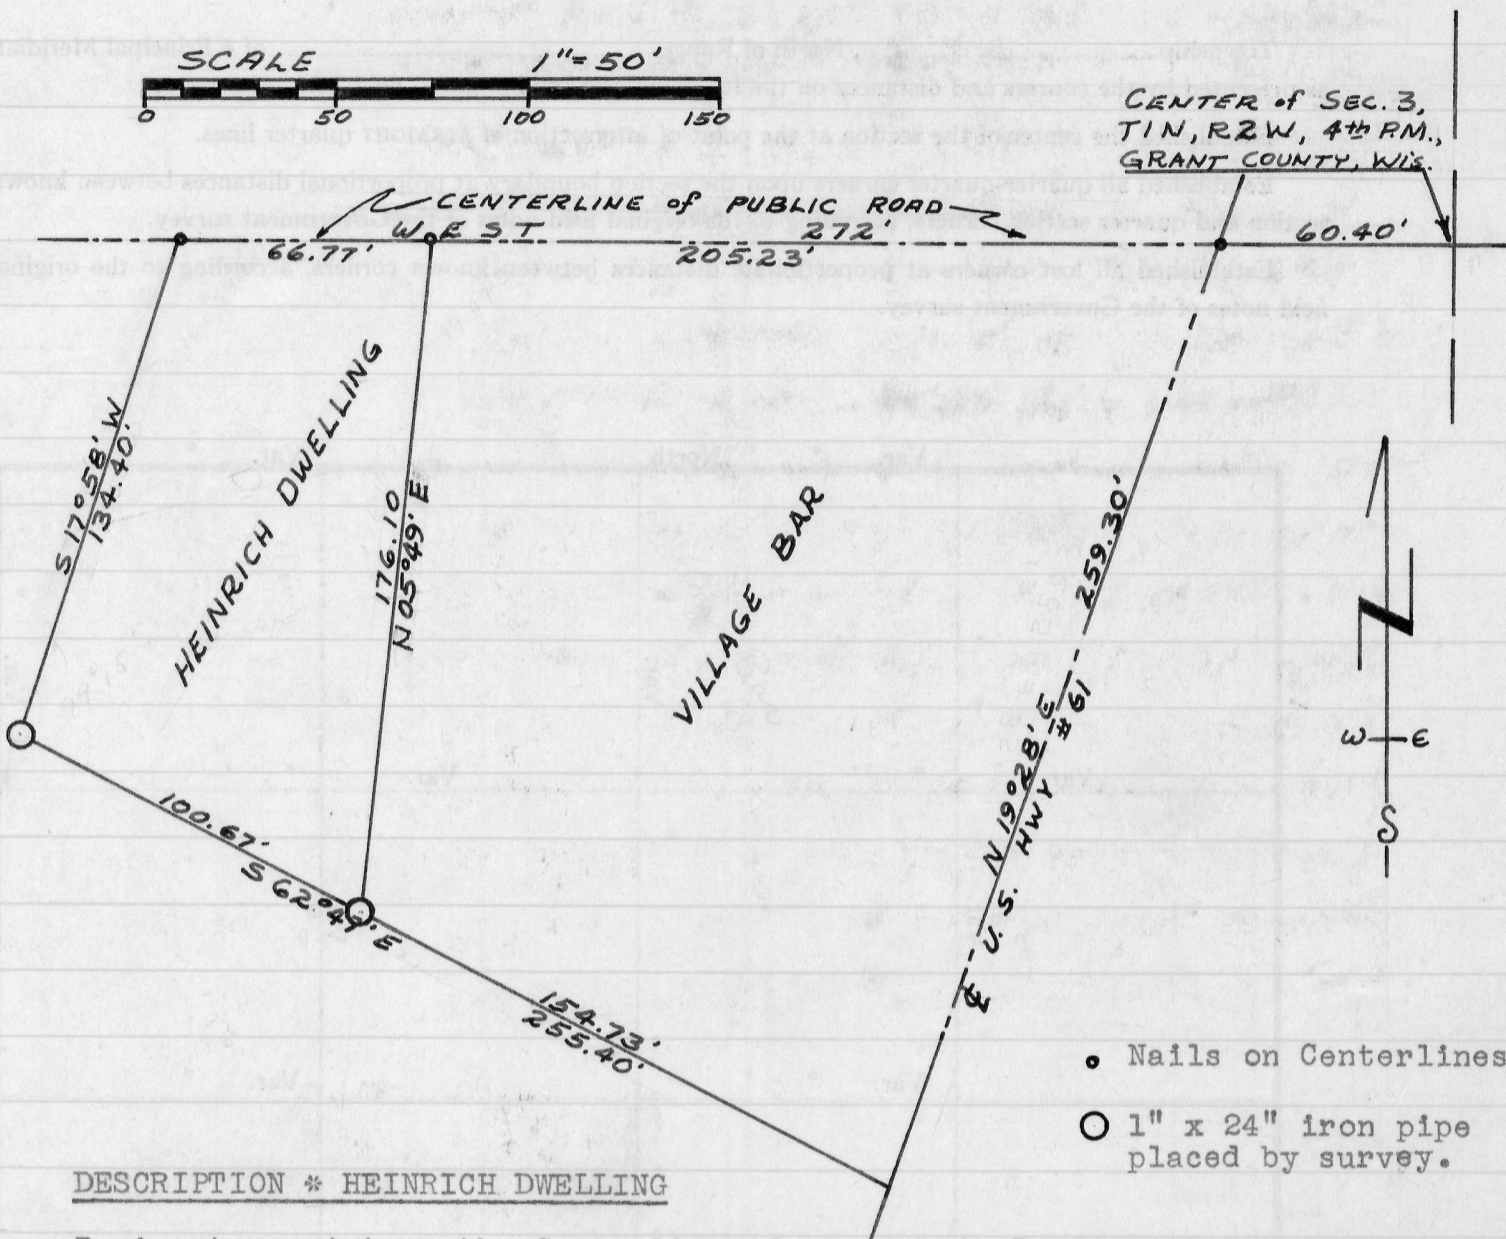 SCALE 1"=50'
0 50 100 150
CENTER of SEC. 3,
T1N, R2W, 4th P.M.,
GRANT COUNTY, Wis.
CENTERLINE of PUBLIC ROAD
WEST 272'
66.77' 205.23' 60.40'
S 17°58' W
134.40'
HEINRICH DWELLING
176.10
N 05°49' E
VILLAGE BAR
259.30'
N 19°28' E
U.S. HWY #61
℄
W E
S
100.67'
S 62°49' E
154.73'
255.40'
Nails on Centerlines
1" x 24" iron pipe
placed by survey.
DESCRIPTION * HEINRICH DWELLING